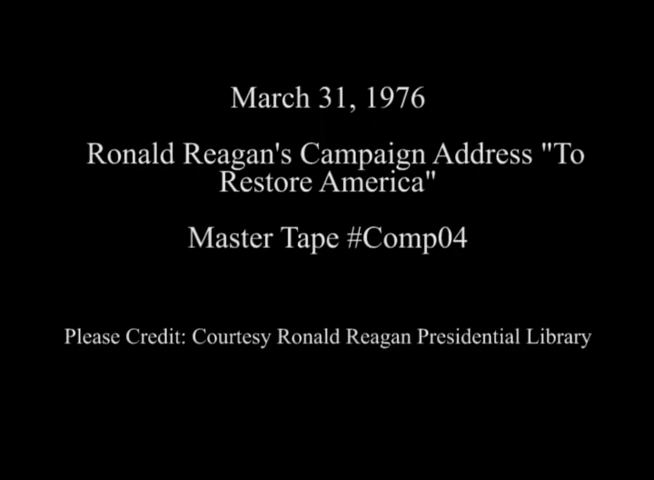 March 31, 1976
Ronald Reagan's Campaign Address "To
Restore America"
Master Tape #Comp04
Please Credit: Courtesy Ronald Reagan Presidential Library